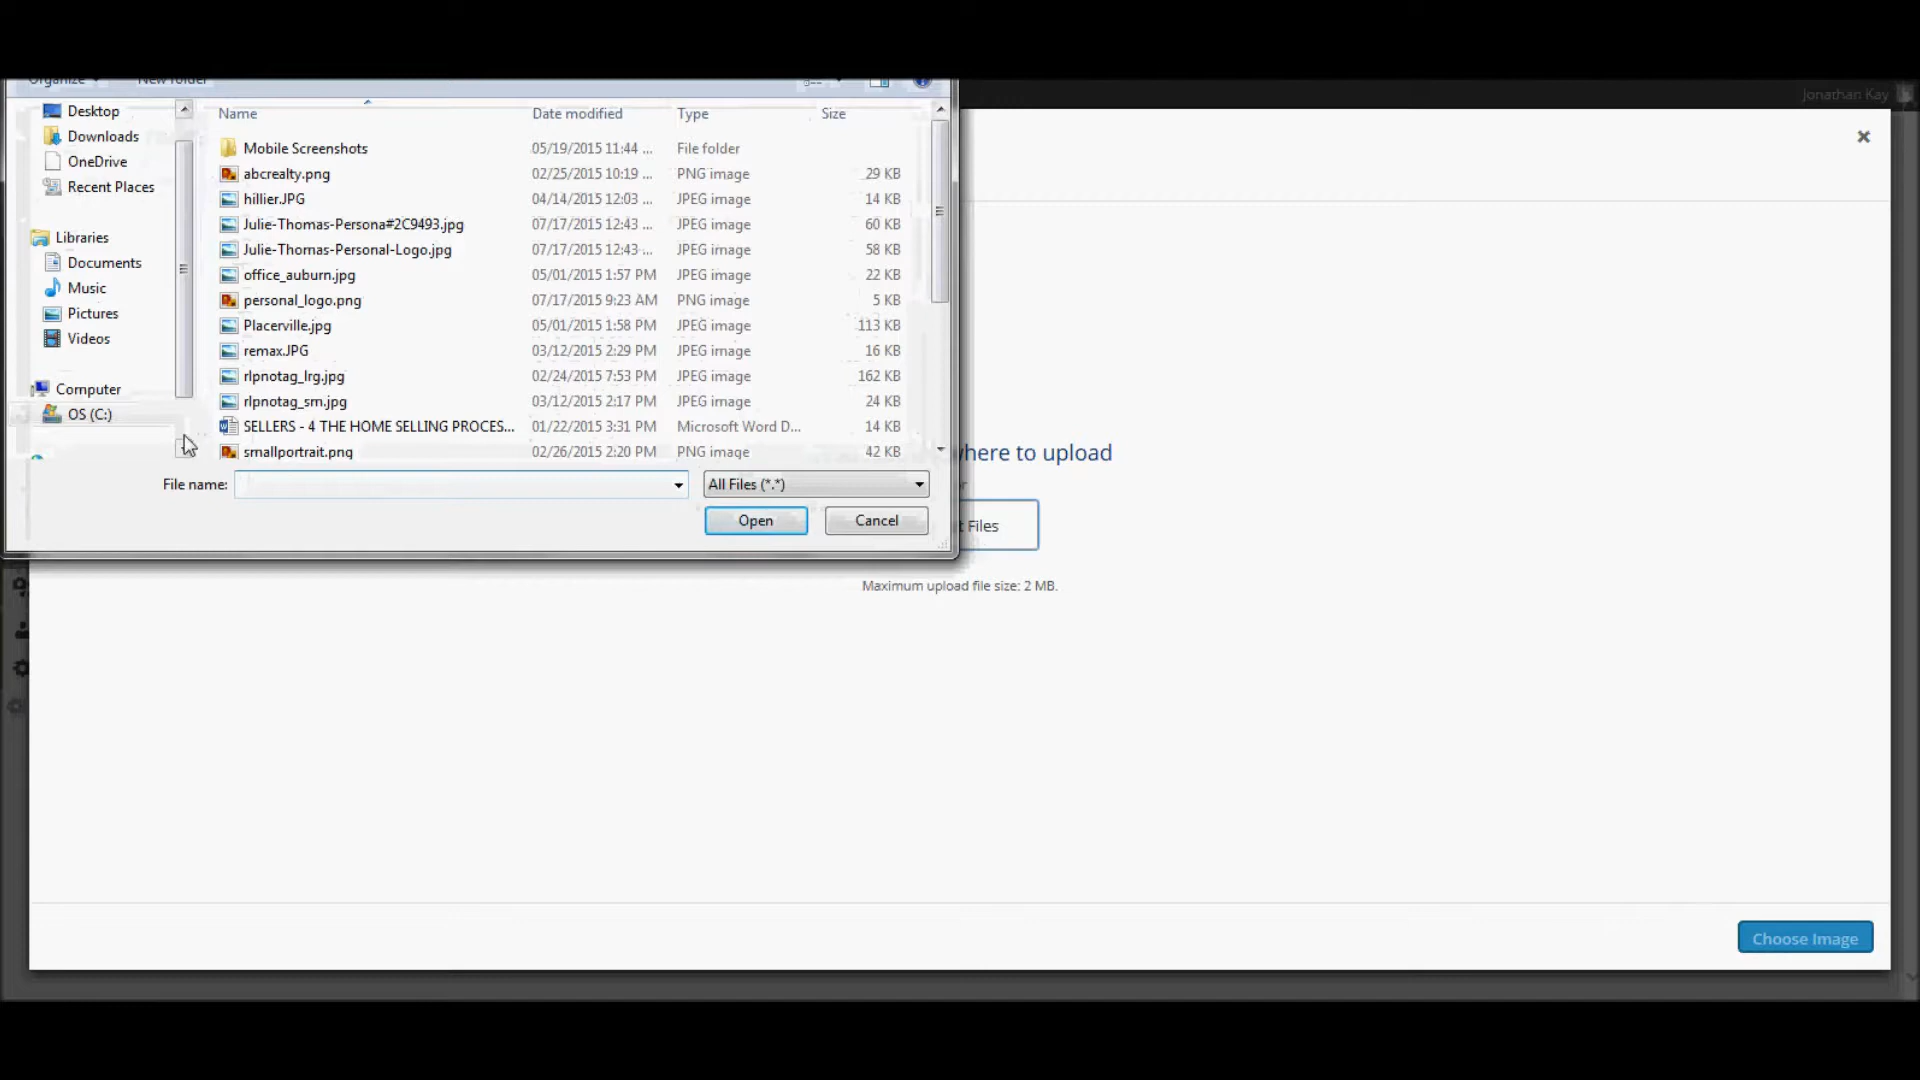 Organize New folder
Jonathan Kay
Name Date modified Type Size
Desktop
Downloads
OneDrive
Recent Places
Libraries
Documents
Music
Pictures
Videos
Computer
OS (C:)
Mobile Screenshots 05/19/2015 11:44 ... File folder
abcrealty.png 02/25/2015 10:19 ... PNG image 29 KB
hillier.JPG 04/14/2015 12:03 ... JPEG image 14 KB
Julie-Thomas-Persona#2C9493.jpg 07/17/2015 12:43 ... JPEG image 60 KB
Julie-Thomas-Personal-Logo.jpg 07/17/2015 12:43 ... JPEG image 58 KB
office_auburn.jpg 05/01/2015 1:57 PM JPEG image 22 KB
personal_logo.png 07/17/2015 9:23 AM PNG image 5 KB
Placerville.jpg 05/01/2015 1:58 PM JPEG image 113 KB
remax.JPG 03/12/2015 2:29 PM JPEG image 16 KB
rlpnotag_lrg.jpg 02/24/2015 7:53 PM JPEG image 162 KB
rlpnotag_sm.jpg 03/12/2015 2:17 PM JPEG image 24 KB
SELLERS - 4 THE HOME SELLING PROCES... 01/22/2015 3:31 PM Microsoft Word D... 14 KB
smallportrait.png 02/26/2015 2:20 PM PNG image 42 KB
File name: All Files (*.*)
Open Cancel
where to upload
Files
Maximum upload file size: 2 MB.
Choose Image